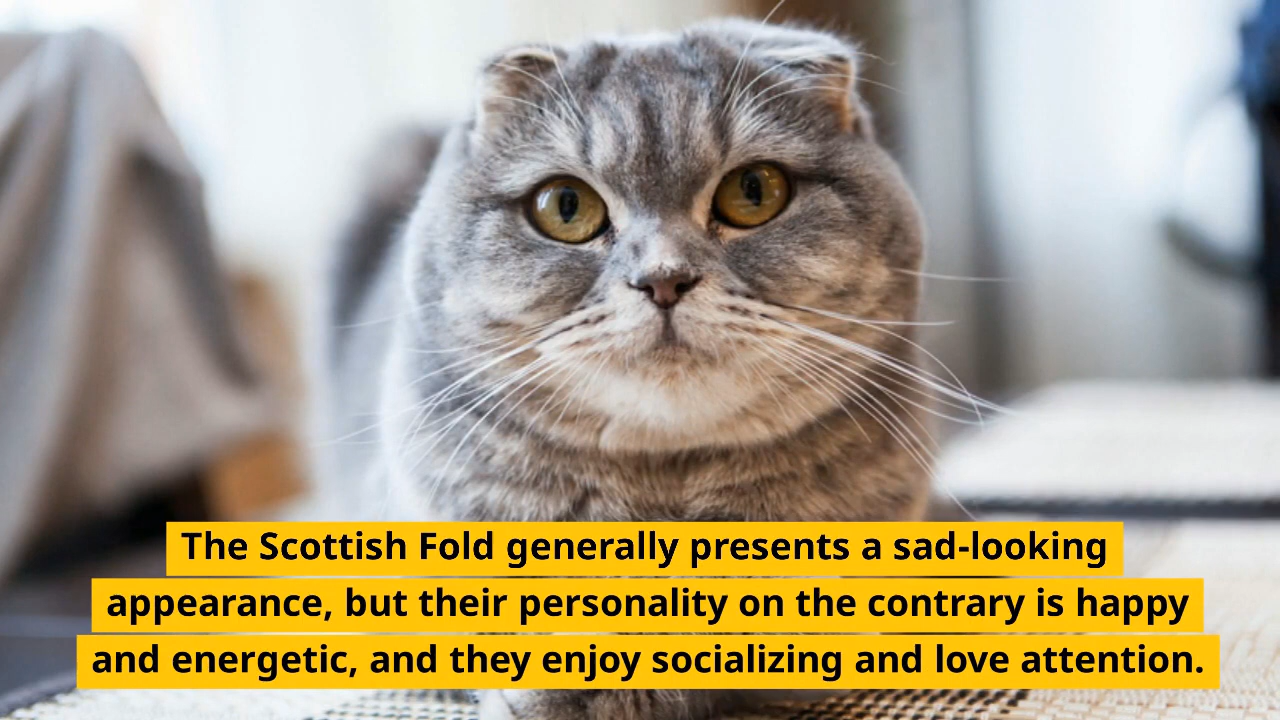 The Scottish Fold generally presents a sad-looking
appearance, but their personality on the contrary is happy
and energetic, and they enjoy socializing and love attention.